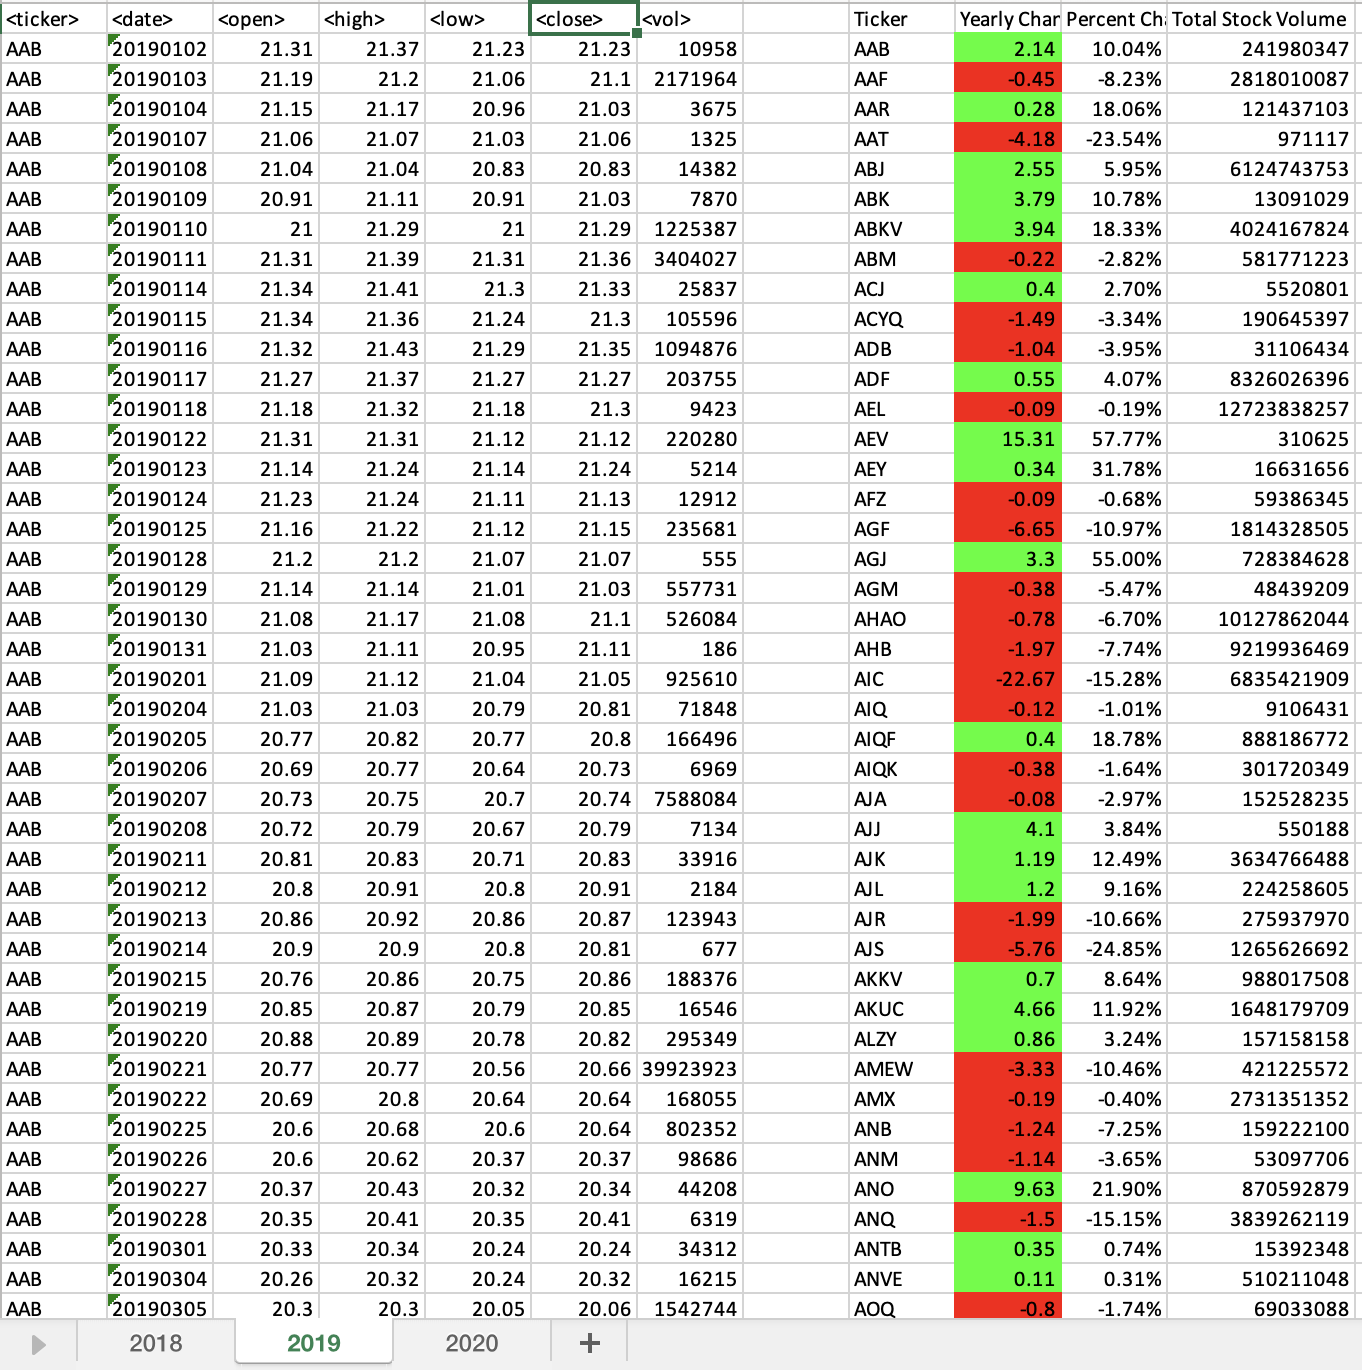 <ticker> <date> <open> <high> <low> <close> <vol> Ticker Yearly Char Percent Ch Total Stock Volume
AAB 20190102 21.31 21.37 21.23 21.23 10958 AAB 2.14 10.04% 241980347
AAB 20190103 21.19 21.2 21.06 21.1 2171964 AAF -0.45 -8.23% 2818010087
AAB 20190104 21.15 21.17 20.96 21.03 3675 AAR 0.28 18.06% 121437103
AAB 20190107 21.06 21.07 21.03 21.06 1325 AAT -4.18 -23.54% 971117
AAB 20190108 21.04 21.04 20.83 20.83 14382 ABJ 2.55 5.95% 6124743753
AAB 20190109 20.91 21.11 20.91 21.03 7870 ABK 3.79 10.78% 13091029
AAB 20190110 21 21.29 21 21.29 1225387 ABKV 3.94 18.33% 4024167824
AAB 20190111 21.31 21.39 21.31 21.36 3404027 ABM -0.22 -2.82% 581771223
AAB 20190114 21.34 21.41 21.3 21.33 25837 ACJ 0.4 2.70% 5520801
AAB 20190115 21.34 21.36 21.24 21.3 105596 ACYQ -1.49 -3.34% 190645397
AAB 20190116 21.32 21.43 21.29 21.35 1094876 ADB -1.04 -3.95% 31106434
AAB 20190117 21.27 21.37 21.27 21.27 203755 ADF 0.55 4.07% 8326026396
AAB 20190118 21.18 21.32 21.18 21.3 9423 AEL -0.09 -0.19% 12723838257
AAB 20190122 21.31 21.31 21.12 21.12 220280 AEV 15.31 57.77% 310625
AAB 20190123 21.14 21.24 21.14 21.24 5214 AEY 0.34 31.78% 16631656
AAB 20190124 21.23 21.24 21.11 21.13 12912 AFZ -0.09 -0.68% 59386345
AAB 20190125 21.16 21.22 21.12 21.15 235681 AGF -6.65 -10.97% 1814328505
AAB 20190128 21.2 21.2 21.07 21.07 555 AGJ 3.3 55.00% 728384628
AAB 20190129 21.14 21.14 21.01 21.03 557731 AGM -0.38 -5.47% 48439209
AAB 20190130 21.08 21.17 21.08 21.1 526084 AHAO -0.78 -6.70% 10127862044
AAB 20190131 21.03 21.11 20.95 21.11 186 AHB -1.97 -7.74% 9219936469
AAB 20190201 21.09 21.12 21.04 21.05 925610 AIC -22.67 -15.28% 6835421909
AAB 20190204 21.03 21.03 20.79 20.81 71848 AIQ -0.12 -1.01% 9106431
AAB 20190205 20.77 20.82 20.77 20.8 166496 AIQF 0.4 18.78% 888186772
AAB 20190206 20.69 20.77 20.64 20.73 6969 AIQK -0.38 -1.64% 301720349
AAB 20190207 20.73 20.75 20.7 20.74 7588084 AJA -0.08 -2.97% 152528235
AAB 20190208 20.72 20.79 20.67 20.79 7134 AJJ 4.1 3.84% 550188
AAB 20190211 20.81 20.83 20.71 20.83 33916 AJK 1.19 12.49% 3634766488
AAB 20190212 20.8 20.91 20.8 20.91 2184 AJL 1.2 9.16% 224258605
AAB 20190213 20.86 20.92 20.86 20.87 123943 AJR -1.99 -10.66% 275937970
AAB 20190214 20.9 20.9 20.8 20.81 677 AJS -5.76 -24.85% 1265626692
AAB 20190215 20.76 20.86 20.75 20.86 188376 AKKV 0.7 8.64% 988017508
AAB 20190219 20.85 20.87 20.79 20.85 16546 AKUC 4.66 11.92% 1648179709
AAB 20190220 20.88 20.89 20.78 20.82 295349 ALZY 0.86 3.24% 157158158
AAB 20190221 20.77 20.77 20.56 20.66 39923923 AMEW -3.33 -10.46% 421225572
AAB 20190222 20.69 20.8 20.64 20.64 168055 AMX -0.19 -0.40% 2731351352
AAB 20190225 20.6 20.68 20.6 20.64 802352 ANB -1.24 -7.25% 159222100
AAB 20190226 20.6 20.62 20.37 20.37 98686 ANM -1.14 -3.65% 53097706
AAB 20190227 20.37 20.43 20.32 20.34 44208 ANO 9.63 21.90% 870592879
AAB 20190228 20.35 20.41 20.35 20.41 6319 ANQ -1.5 -15.15% 3839262119
AAB 20190301 20.33 20.34 20.24 20.24 34312 ANTB 0.35 0.74% 15392348
AAB 20190304 20.26 20.32 20.24 20.32 16215 ANVE 0.11 0.31% 510211048
AAB 20190305 20.3 20.3 20.05 20.06 1542744 AOQ -0.8 -1.74% 69033088
2018 2019 2020 +